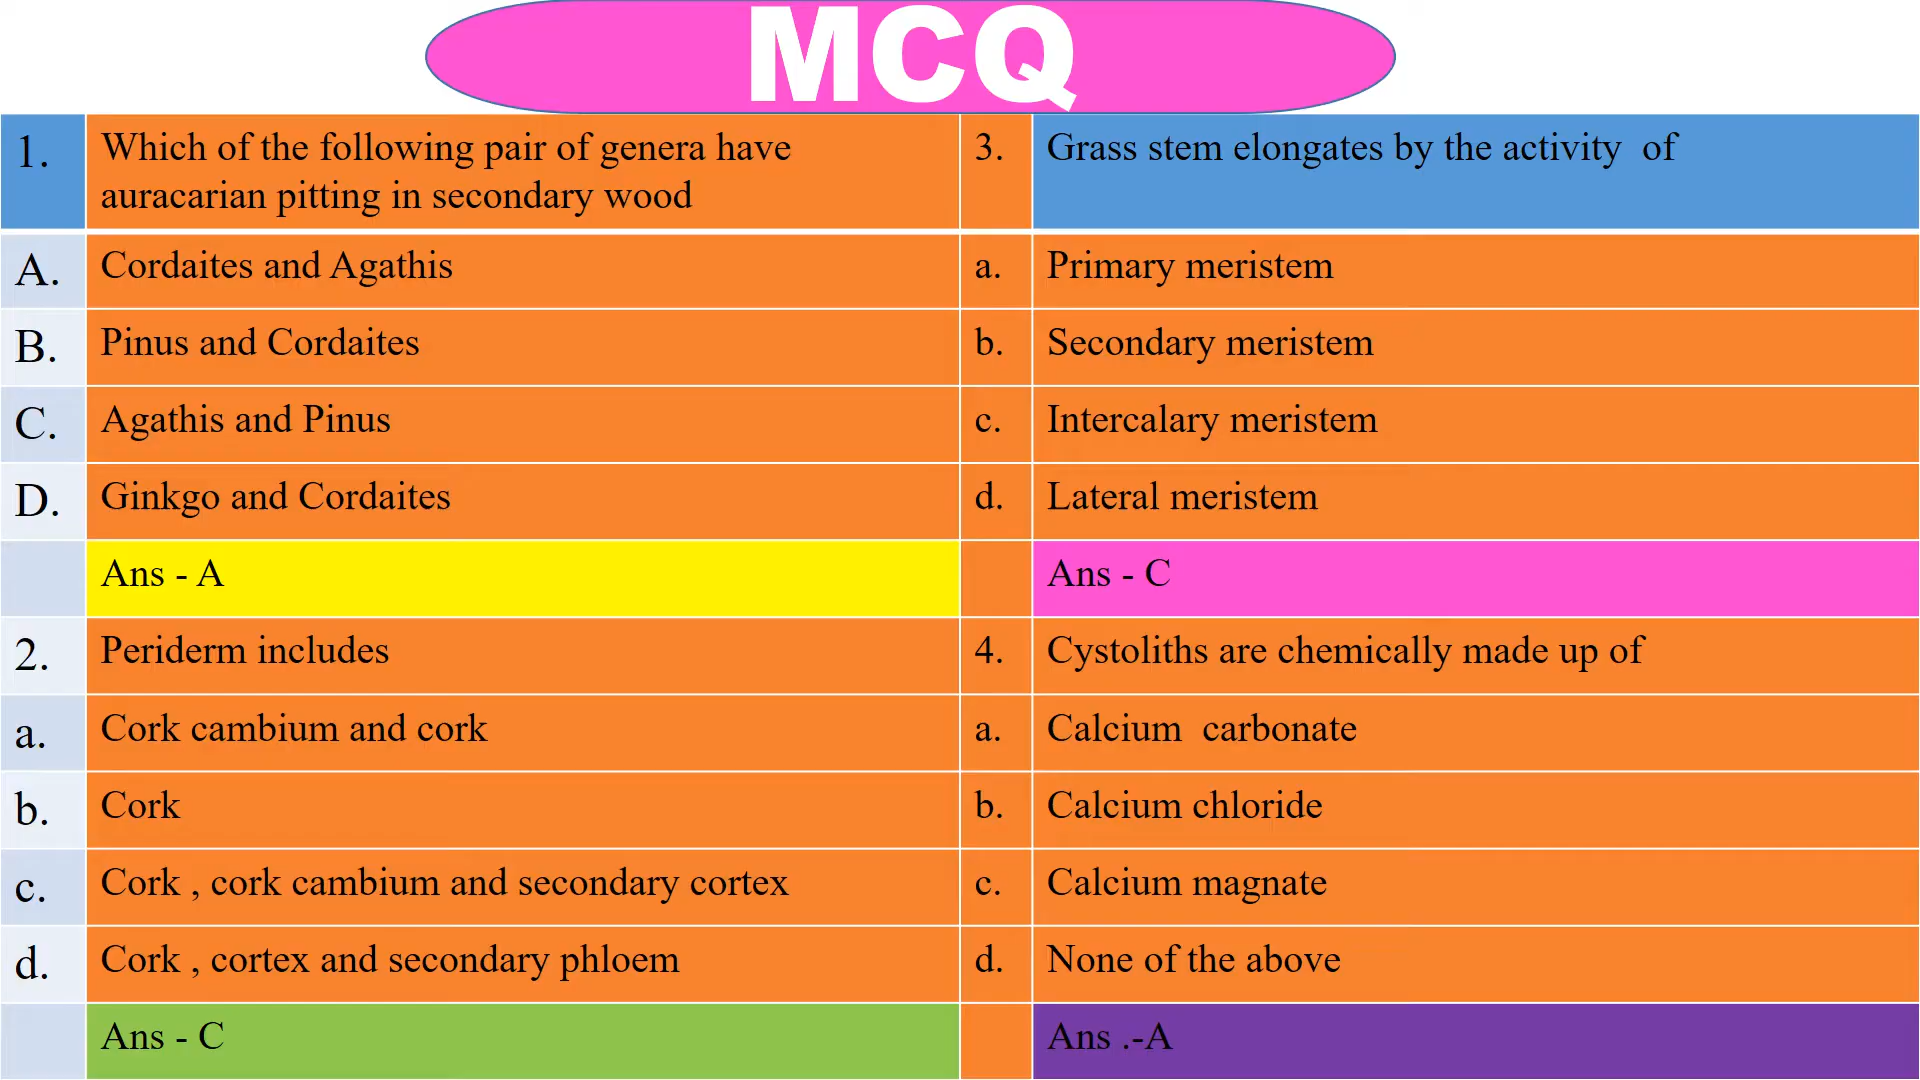 MCQ
1. Which of the following pair of genera have
auracarian pitting in secondary wood
A. Cordaites and Agathis
B. Pinus and Cordaites
C. Agathis and Pinus
D. Ginkgo and Cordaites
Ans - A
2. Periderm includes
a. Cork cambium and cork
b. Cork
c. Cork , cork cambium and secondary cortex
d. Cork , cortex and secondary phloem
Ans - C
3. Grass stem elongates by the activity of
a. Primary meristem
b. Secondary meristem
c. Intercalary meristem
d. Lateral meristem
Ans - C
4. Cystoliths are chemically made up of
a. Calcium carbonate
b. Calcium chloride
c. Calcium magnate
d. None of the above
Ans .-A